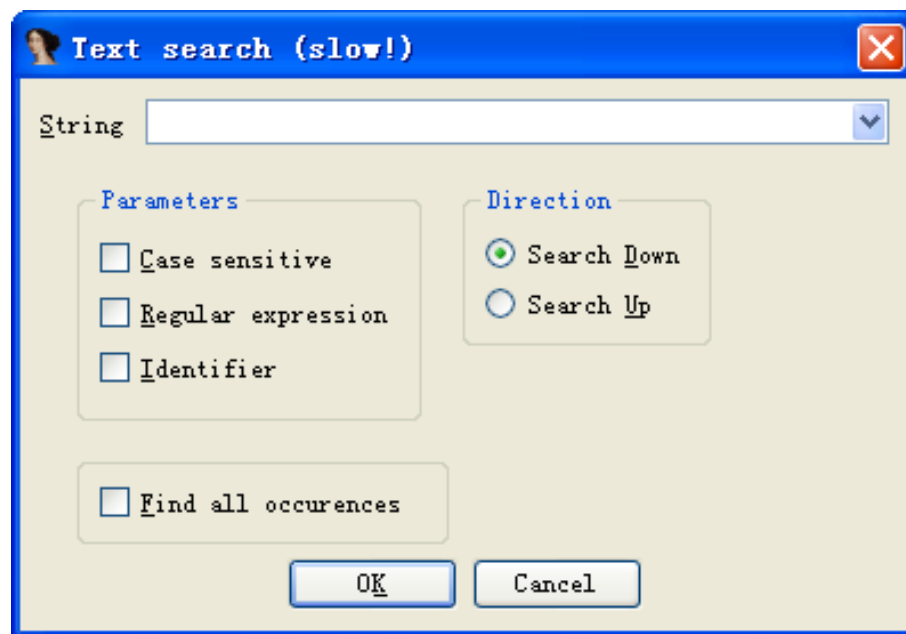 Text search (slow!)
String
Parameters
Case sensitive
Regular expression
Identifier
Direction
Search Down
Search Up
Find all occurences
OK
Cancel